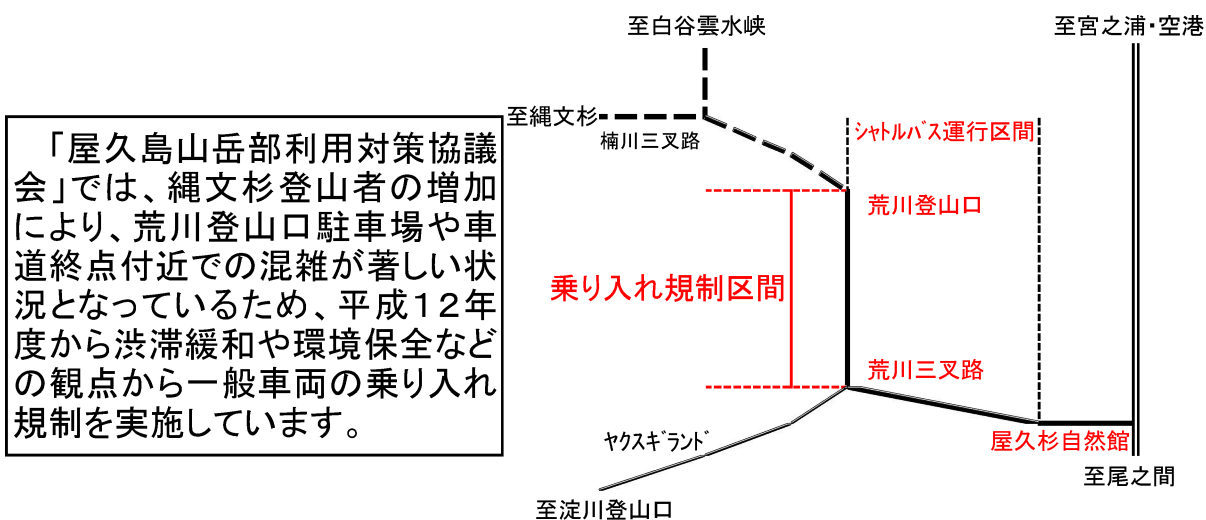 「屋久島山岳部利用対策協議
会」では、縄文杉登山者の増加
により、荒川登山口駐車場や車
道終点付近での混雑が著しい状
況となっているため、平成12年
度から渋滞緩和や環境保全など
の観点から一般車両の乗り入れ
規制を実施しています。
至白谷雲水峡
至宮之浦・空港
至縄文杉
楠川三叉路
ｼｬﾄﾙﾊﾞｽ運行区間
荒川登山口
乗り入れ規制区間
荒川三叉路
ﾔｸｽｷﾞﾗﾝﾄﾞ
屋久杉自然館
至尾之間
至淀川登山口